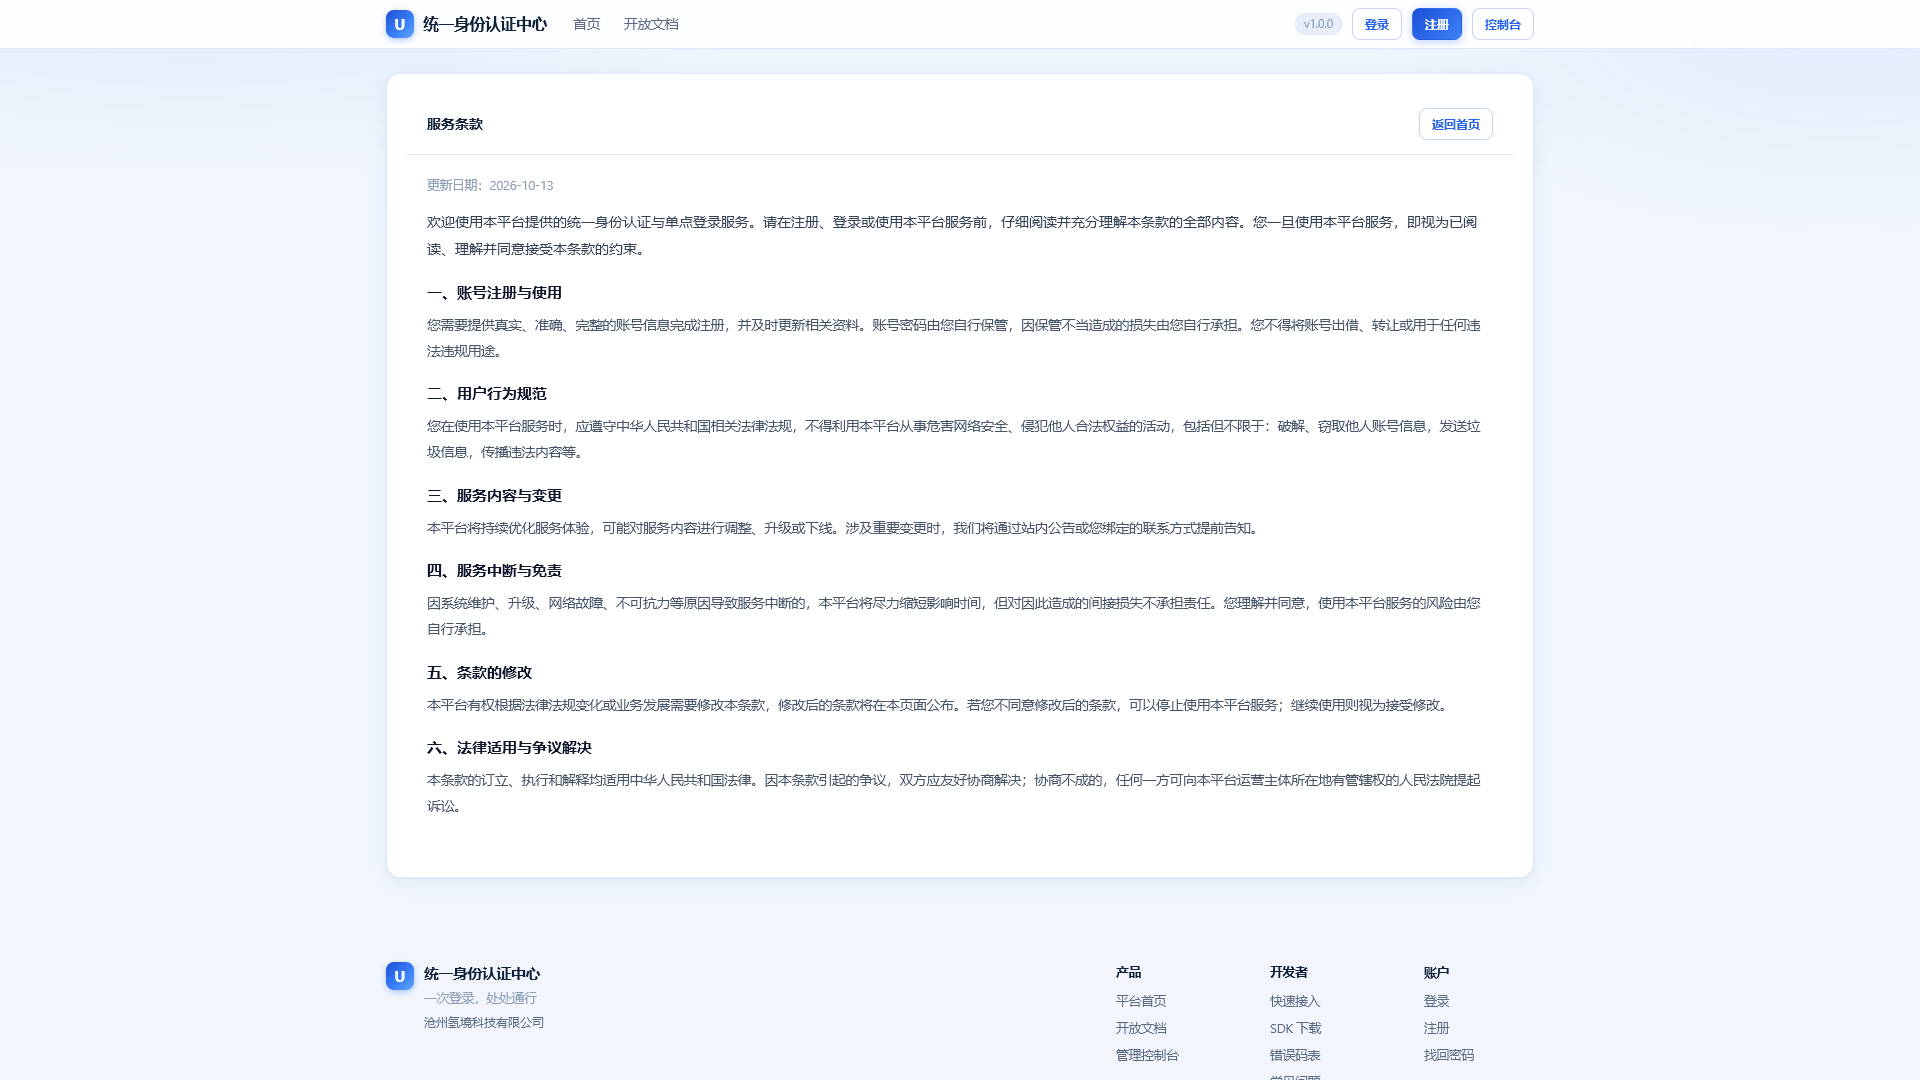 U 统一身份认证中心 首页 开放文档 v1.0.0 登录 注册 控制台
服务条款 返回首页
更新日期：2026-10-13
欢迎使用本平台提供的统一身份认证与单点登录服务。请在注册、登录或使用本平台服务前，仔细阅读并充分理解本条款的全部内容。您一旦使用本平台服务，即视为已阅
读、理解并同意接受本条款的约束。
一、账号注册与使用
您需要提供真实、准确、完整的账号信息完成注册，并及时更新相关资料。账号密码由您自行保管，因保管不当造成的损失由您自行承担。您不得将账号出借、转让或用于任何违
法违规用途。
二、用户行为规范
您在使用本平台服务时，应遵守中华人民共和国相关法律法规，不得利用本平台从事危害网络安全、侵犯他人合法权益的活动，包括但不限于：破解、窃取他人账号信息，发送垃
圾信息，传播违法内容等。
三、服务内容与变更
本平台将持续优化服务体验，可能对服务内容进行调整、升级或下线。涉及重要变更时，我们将通过站内公告或您绑定的联系方式提前告知。
四、服务中断与免责
因系统维护、升级、网络故障、不可抗力等原因导致服务中断的，本平台将尽力缩短影响时间，但对因此造成的间接损失不承担责任。您理解并同意，使用本平台服务的风险由您
自行承担。
五、条款的修改
本平台有权根据法律法规变化或业务发展需要修改本条款，修改后的条款将在本页面公布。若您不同意修改后的条款，可以停止使用本平台服务；继续使用则视为接受修改。
六、法律适用与争议解决
本条款的订立、执行和解释均适用中华人民共和国法律。因本条款引起的争议，双方应友好协商解决；协商不成的，任何一方可向本平台运营主体所在地有管辖权的人民法院提起
诉讼。
U 统一身份认证中心
一次登录，处处通行
沧州氢境科技有限公司
产品
平台首页
开放文档
管理控制台
开发者
快速接入
SDK 下载
错误码表
常见问题
账户
登录
注册
找回密码